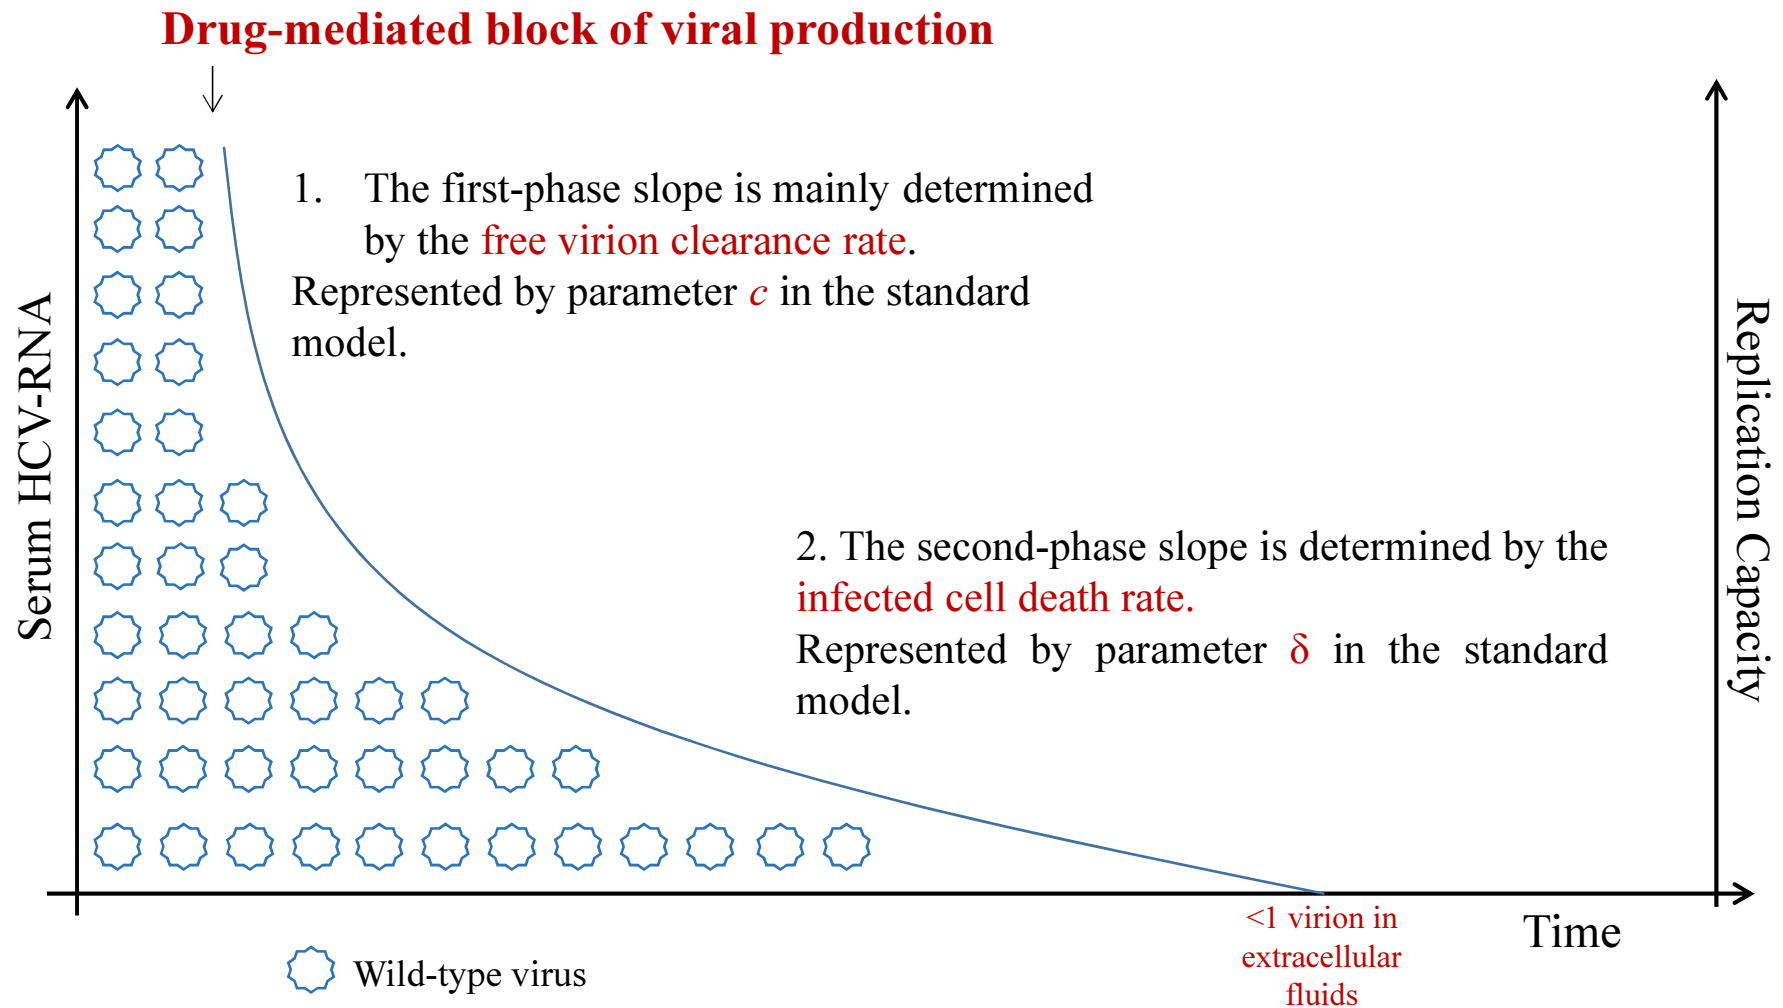 Drug-mediated block of viral production
1. The first-phase slope is mainly determined
by the free virion clearance rate.
Represented by parameter c in the standard
model.
Serum HCV-RNA
Replication Capacity
2. The second-phase slope is determined by the
infected cell death rate.
Represented by parameter δ in the standard
model.
<1 virion in
extracellular
fluids
Time
Wild-type virus